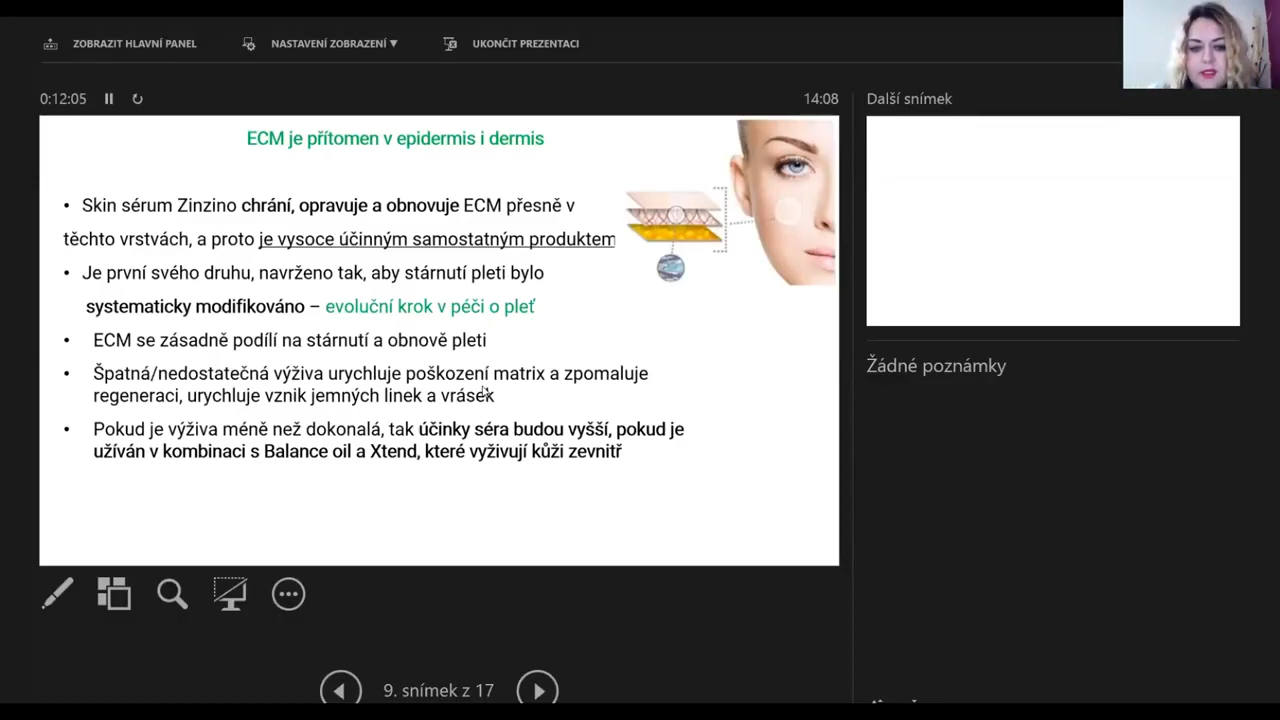 ZOBRAZIT HLAVNÍ PANEL
NASTAVENÍ ZOBRAZENÍ ▼
UKONČIT PREZENTACI
0:12:05
14:08
Další snímek
ECM je přítomen v epidermis i dermis
• Skin sérum Zinzino chrání, opravuje a obnovuje ECM přesně v
těchto vrstvách, a proto je vysoce účinným samostatným produktem
• Je první svého druhu, navrženo tak, aby stárnutí pleti bylo
systematicky modifikováno – evoluční krok v péči o pleť
• ECM se zásadně podílí na stárnutí a obnově pleti
• Špatná/nedostatečná výživa urychluje poškození matrix a zpomaluje
regeneraci, urychluje vznik jemných linek a vrásek
• Pokud je výživa méně než dokonalá, tak účinky séra budou vyšší, pokud je
užíván v kombinaci s Balance oil a Xtend, které vyživují kůži zevnitř
Žádné poznámky
9. snímek z 17